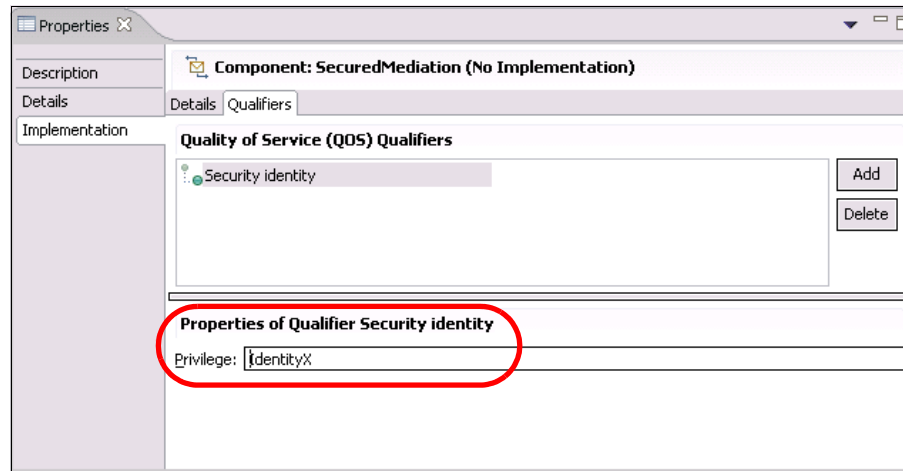 Properties
Description
Details
Implementation
Component: SecuredMediation (No Implementation)
Details Qualifiers
Quality of Service (QOS) Qualifiers
Security identity
Add
Delete
Properties of Qualifier Security identity
Privilege: IdentityX